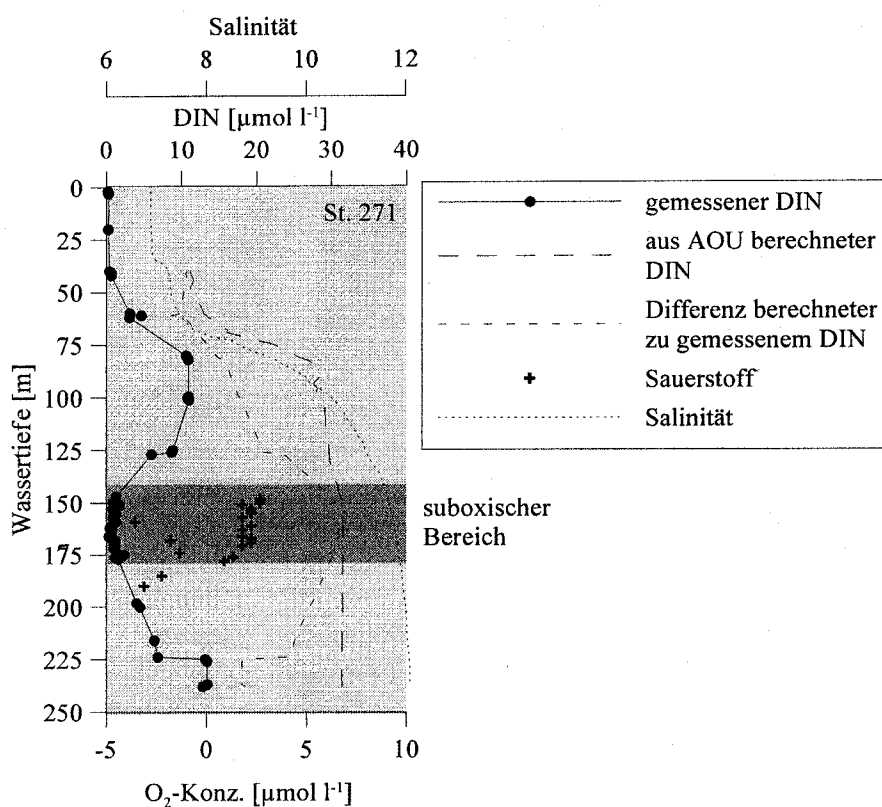 Salinität
6 8 10 12
DIN [µmol l⁻¹]
0 10 20 30 40
St. 271
0
25
50
75
100
125
150
175
200
225
250
Wassertiefe [m]
-5 0 5 10
O₂-Konz. [µmol l⁻¹]
gemessener DIN
aus AOU berechneter
DIN
Differenz berechneter
zu gemessenem DIN
Sauerstoff
Salinität
suboxischer
Bereich